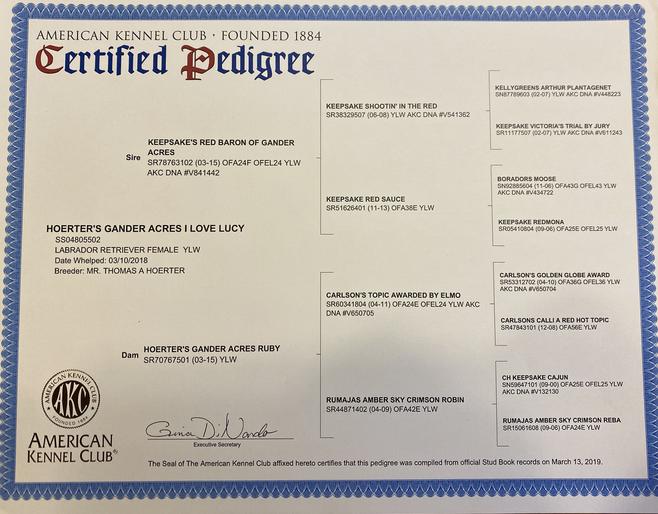 AMERICAN KENNEL CLUB · FOUNDED 1884
Certified Pedigree
KEEPSAKE'S RED BARON OF GANDER
ACRES
Sire
SR78763102 (03-15) OFA24F OFEL24 YLW
AKC DNA #V841442
HOERTER'S GANDER ACRES I LOVE LUCY
SS04805502
LABRADOR RETRIEVER FEMALE YLW
Date Whelped: 03/10/2018
Breeder: MR. THOMAS A HOERTER
Dam
HOERTER'S GANDER ACRES RUBY
SR70767501 (03-15) YLW
KEEPSAKE SHOOTIN' IN THE RED
SR38329507 (06-08) YLW AKC DNA #V541362
KEEPSAKE RED SAUCE
SR51626401 (11-13) OFA38E YLW
CARLSON'S TOPIC AWARDED BY ELMO
SR60341804 (04-11) OFA24E OFEL24 YLW AKC
DNA #V650705
RUMAJAS AMBER SKY CRIMSON ROBIN
SR44871402 (04-09) OFA42E YLW
KELLYGREENS ARTHUR PLANTAGENET
SN87789603 (02-07) YLW AKC DNA #V448223
KEEPSAKE VICTORIA'S TRIAL BY JURY
SR11177507 (02-07) YLW AKC DNA #V611243
BORADORS MOOSE
SN92885604 (11-06) OFA43G OFEL43 YLW
AKC DNA #V434722
KEEPSAKE REDMONA
SR05410804 (09-06) OFA25E OFEL25 YLW
CARLSON'S GOLDEN GLOBE AWARD
SR53312702 (04-10) OFA36G OFEL36 YLW
AKC DNA #V650704
CARLSONS CALLI A RED HOT TOPIC
SR47843101 (12-08) OFA56E YLW
CH KEEPSAKE CAJUN
SN59647101 (09-00) OFA25E OFEL25 YLW
AKC DNA #V132130
RUMAJAS AMBER SKY CRIMSON REBA
SR15061608 (09-06) OFA24E YLW
AMERICAN KENNEL CLUB
AKC
FOUNDED 1884
AMERICAN
KENNEL CLUB®
Gina DiNardo
Executive Secretary
The Seal of The American Kennel Club affixed hereto certifies that this pedigree was compiled from official Stud Book records on March 13, 2019.